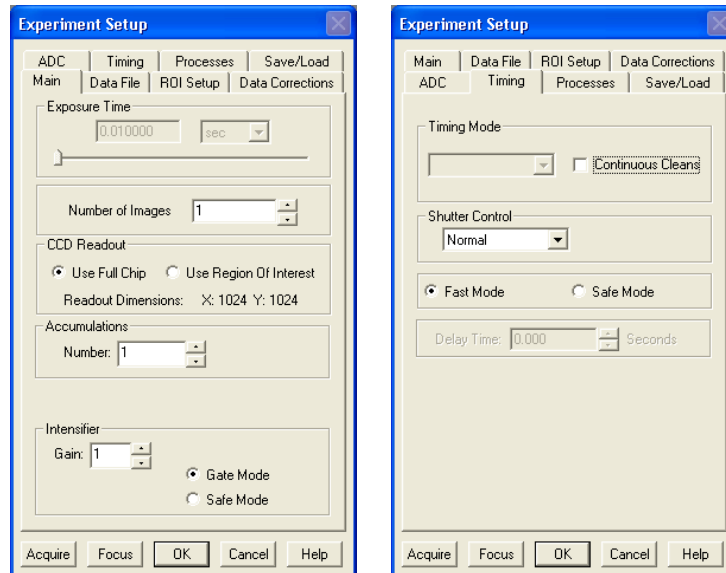 Experiment Setup
ADC Timing Processes Save/Load
Main Data File ROI Setup Data Corrections
Exposure Time
0.010000 sec
Number of Images 1
CCD Readout
Use Full Chip Use Region Of Interest
Readout Dimensions: X: 1024 Y: 1024
Accumulations
Number: 1
Intensifier
Gain: 1
Gate Mode
Safe Mode
Acquire Focus OK Cancel Help
Experiment Setup
Main Data File ROI Setup Data Corrections
ADC Timing Processes Save/Load
Timing Mode
Continuous Cleans
Shutter Control
Normal
Fast Mode Safe Mode
Delay Time: 0.000 Seconds
Acquire Focus OK Cancel Help